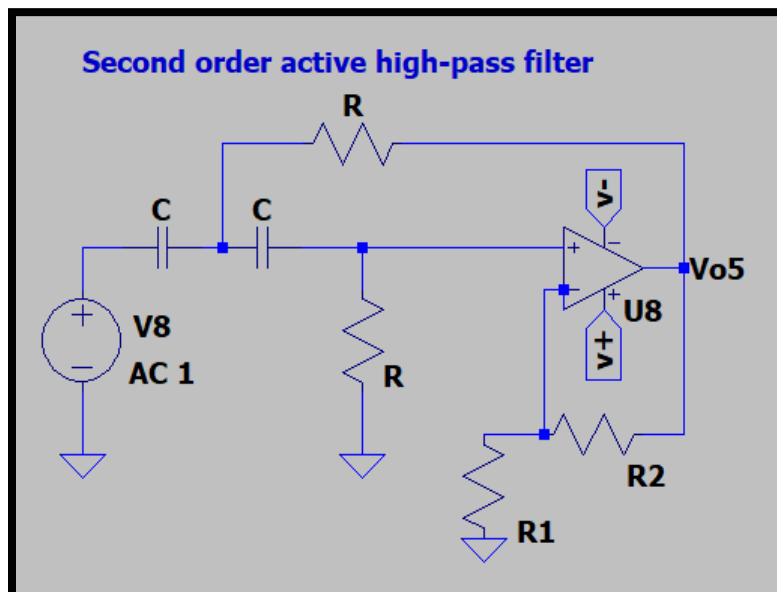 Second order active high-pass filter
R
C C
v-
Vo5
U8
V8
AC 1
R
v+
R2
R1